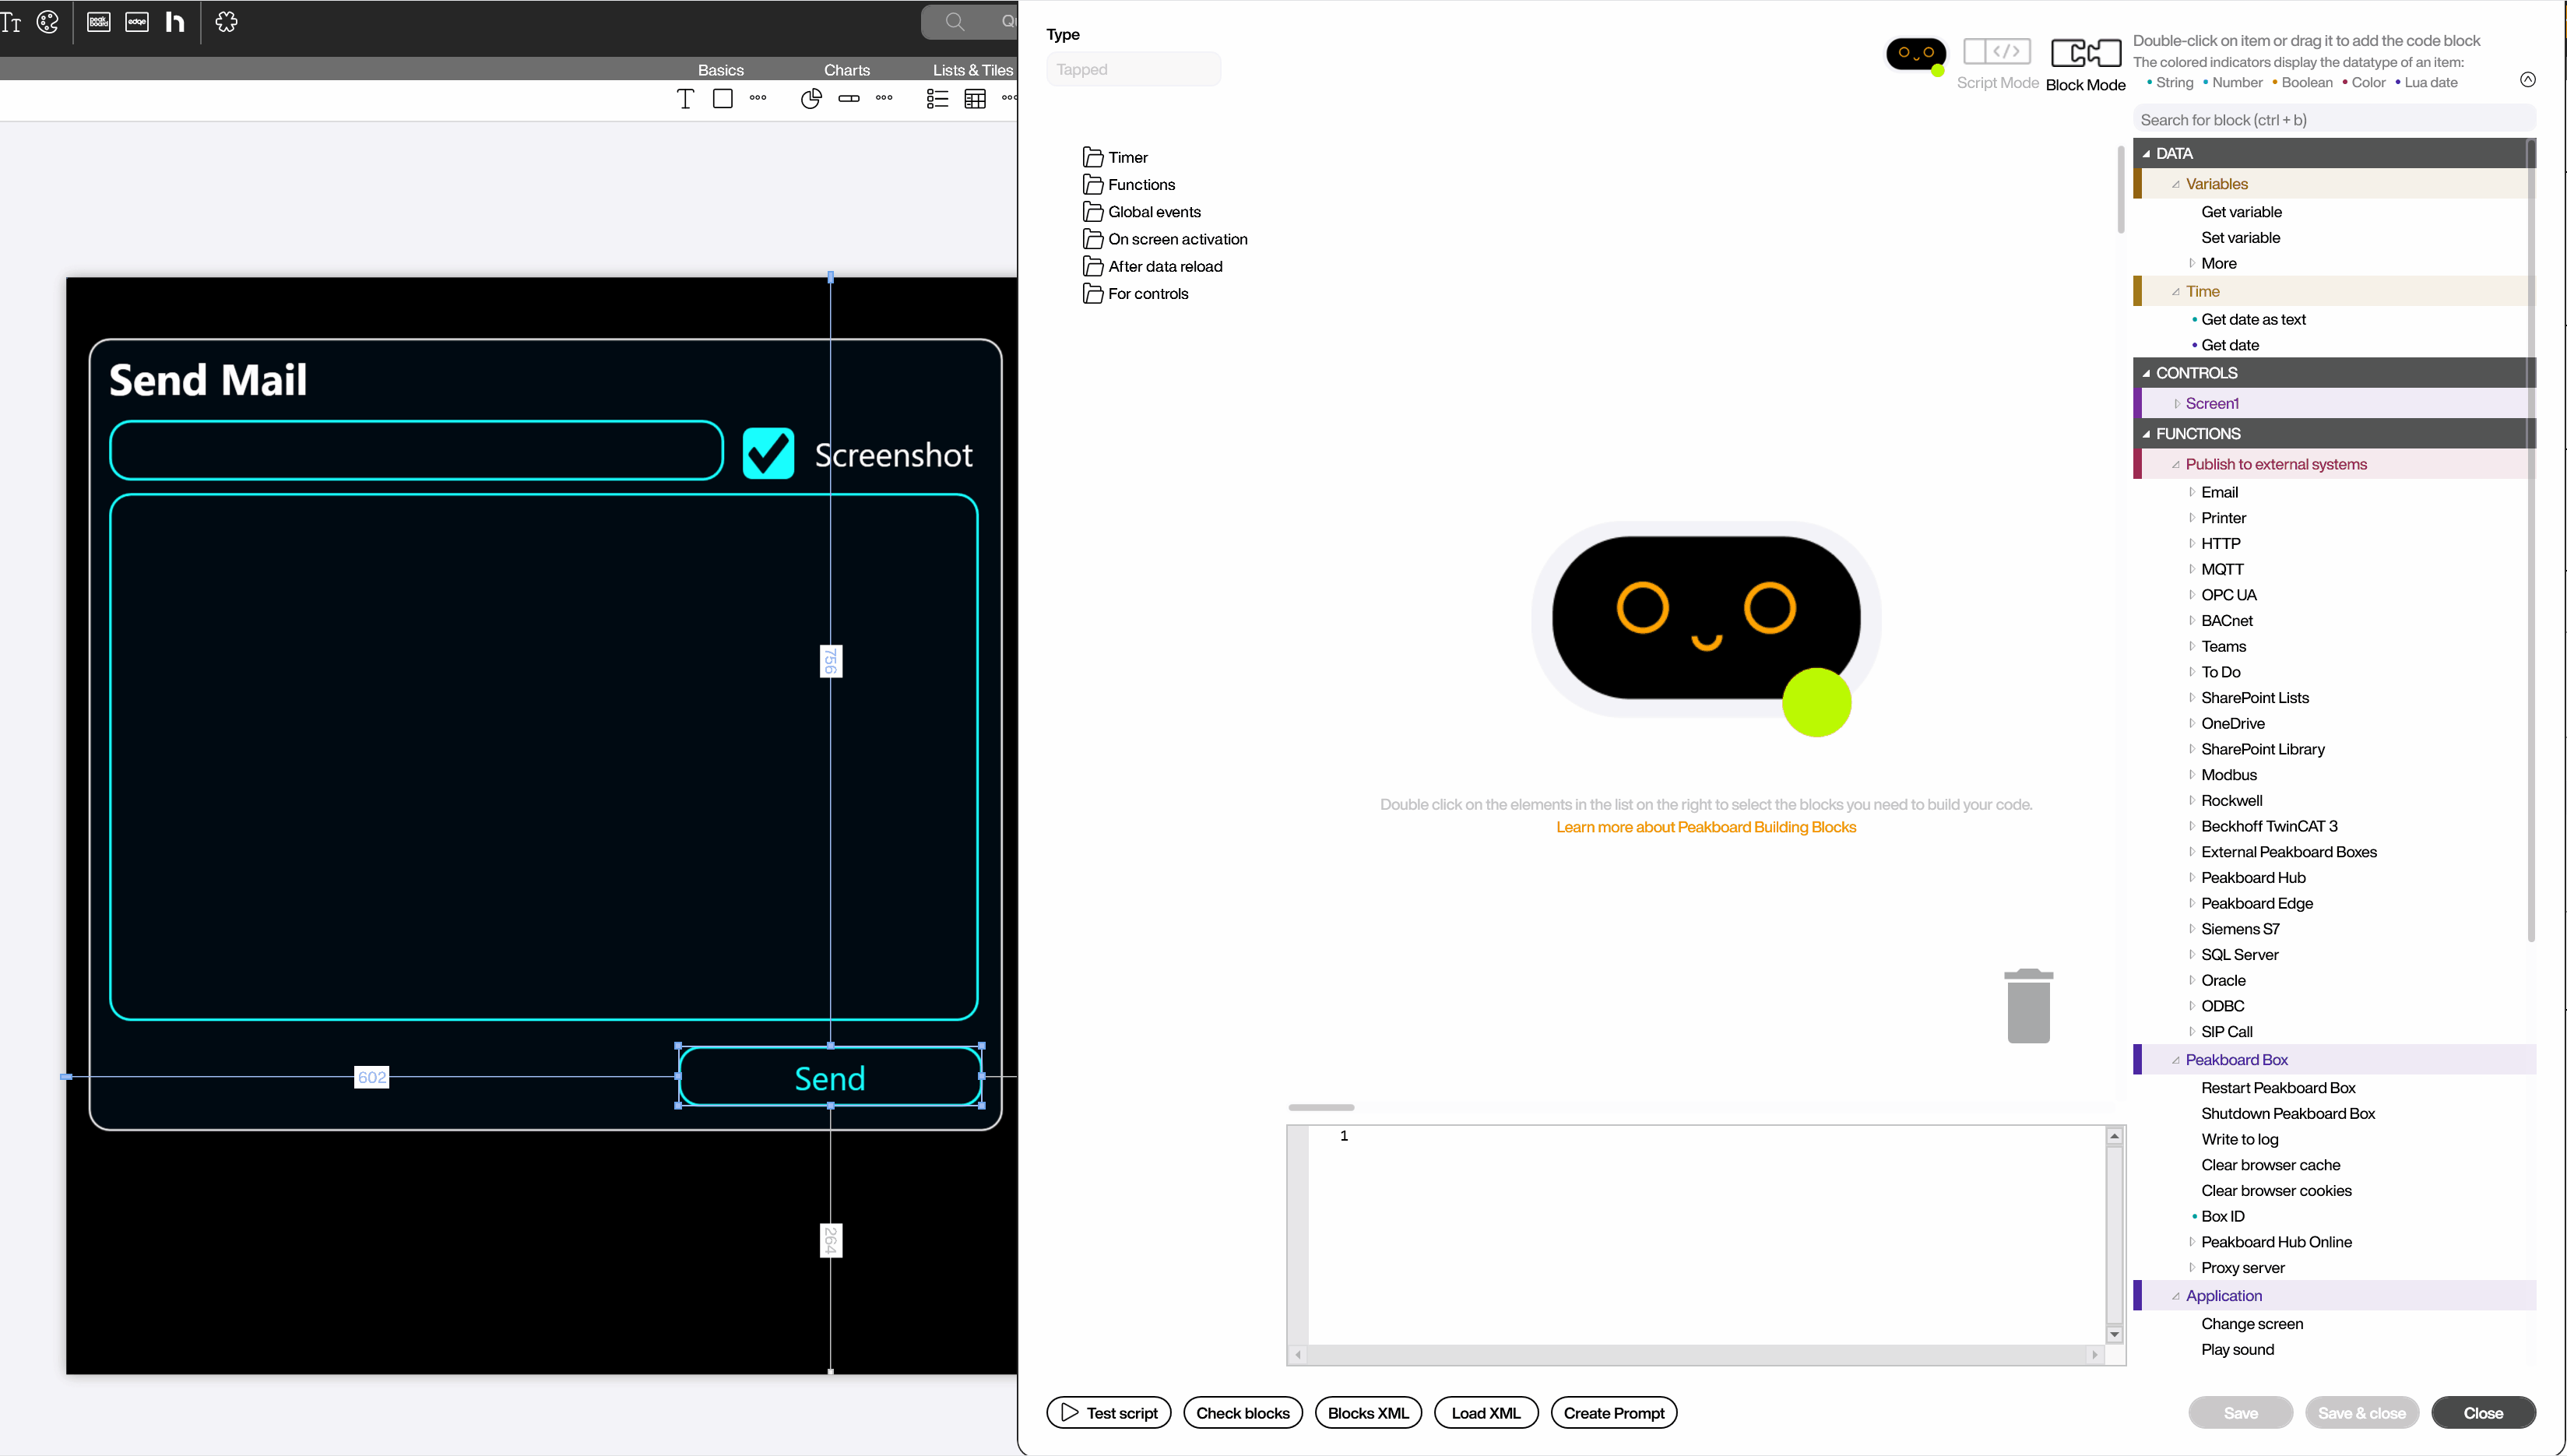 Tт
peak board
edge
h
Qu
Basics
Charts
Lists & Tiles
Send Mail
Screenshot
756
602
Send
264
Type
Tapped
Script Mode
Block Mode
Timer
Functions
Global events
On screen activation
After data reload
For controls
Double click on the elements in the list on the right to select the blocks you need to build your code.
Learn more about Peakboard Building Blocks
1
Test script
Check blocks
Blocks XML
Load XML
Create Prompt
Double-click on item or drag it to add the code block
The colored indicators display the datatype of an item:
• String • Number • Boolean • Color • Lua date
Search for block (ctrl + b)
DATA
Variables
Get variable
Set variable
More
Time
Get date as text
Get date
CONTROLS
Screen1
FUNCTIONS
Publish to external systems
Email
Printer
HTTP
MQTT
OPC UA
BACnet
Teams
To Do
SharePoint Lists
OneDrive
SharePoint Library
Modbus
Rockwell
Beckhoff TwinCAT 3
External Peakboard Boxes
Peakboard Hub
Peakboard Edge
Siemens S7
SQL Server
Oracle
ODBC
SIP Call
Peakboard Box
Restart Peakboard Box
Shutdown Peakboard Box
Write to log
Clear browser cache
Clear browser cookies
Box ID
Peakboard Hub Online
Proxy server
Application
Change screen
Play sound
Save
Save & close
Close